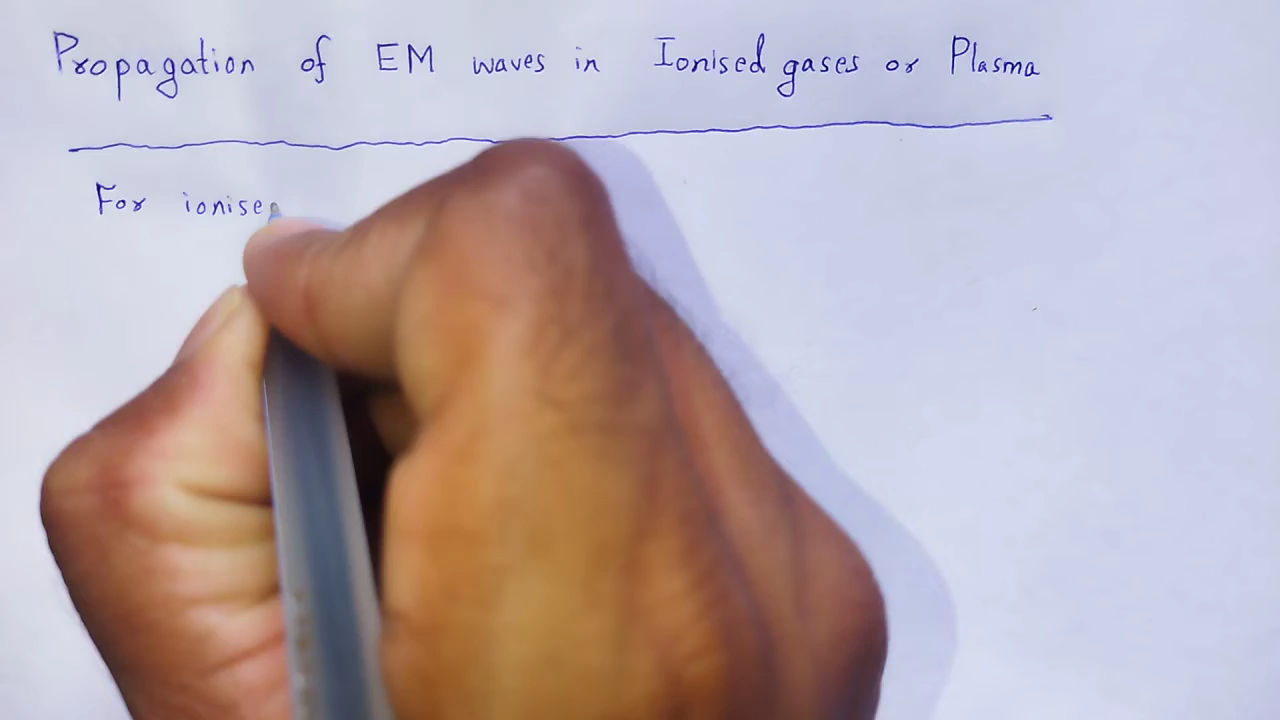 Propagation of EM waves in Ionised gases or Plasma
For ionise